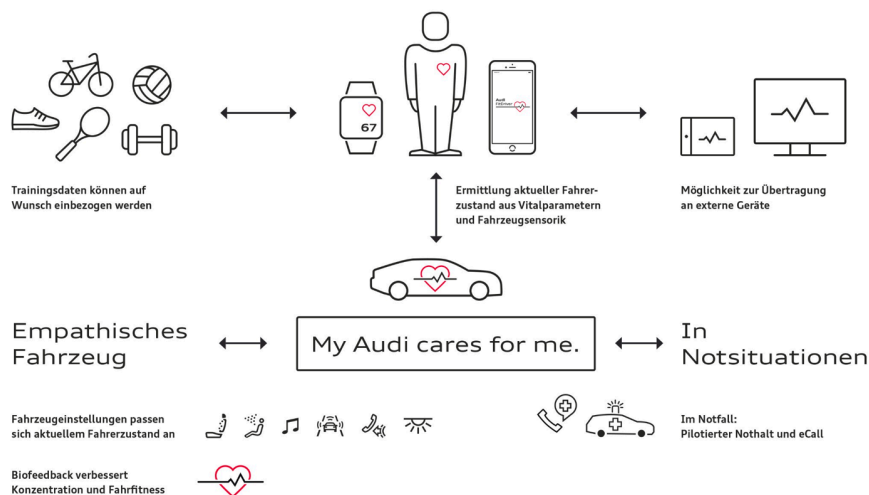 67
Audi
FitDriver
Trainingsdaten können auf
Wunsch einbezogen werden
Ermittlung aktueller Fahrer-
zustand aus Vitalparametern
und Fahrzeugsensorik
Möglichkeit zur Übertragung
an externe Geräte
Empathisches
Fahrzeug
My Audi cares for me.
In
Notsituationen
Fahrzeugeinstellungen passen
sich aktuellem Fahrerzustand an
Im Notfall:
Pilotierter Nothalt und eCall
Biofeedback verbessert
Konzentration und Fahrfitness